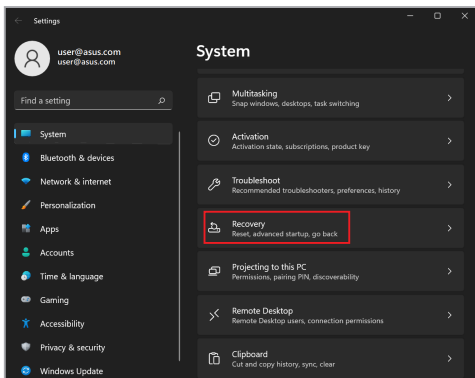 Settings
user@asus.com
user@asus.com
Find a setting
System
Bluetooth & devices
Network & internet
Personalization
Apps
Accounts
Time & language
Gaming
Accessibility
Privacy & security
Windows Update
System
Multitasking
Snap windows, desktops, task switching
Activation
Activation state, subscriptions, product key
Troubleshoot
Recommended troubleshooters, preferences, history
Recovery
Reset, advanced startup, go back
Projecting to this PC
Permissions, pairing PIN, discoverability
Remote Desktop
Remote Desktop users, connection permissions
Clipboard
Cut and copy history, sync, clear